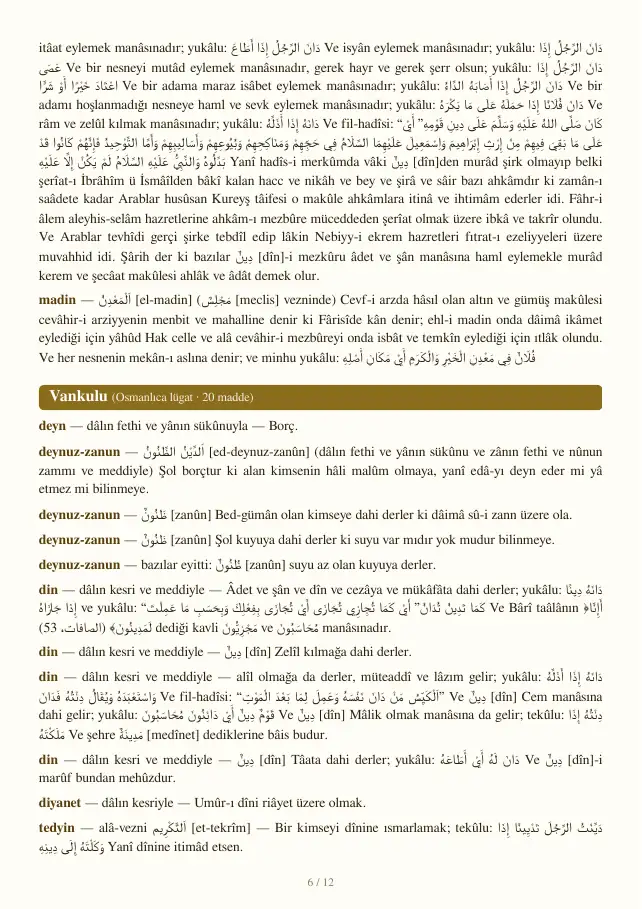 itâat eylemek manâsınadır; yukâlu: دَانَ الرَّجُلُ إِذَا أَطَاعَ Ve isyân eylemek manâsınadır; yukâlu: دَانَ الرَّجُلُ إِذَا
عَصَى Ve bir nesneyi mutâd eylemek manâsınadır, gerek hayr ve gerek şerr olsun; yukâlu: دَانَ الرَّجُلُ إِذَا
اعْتَادَ خَيْرًا أَوْ شَرًّا Ve bir adama maraz isâbet eylemek manâsınadır; yukâlu: دَانَ الرَّجُلُ إِذَا أَصَابَهُ الدَّاءُ Ve bir
adamı hoşlanmadığı nesneye haml ve sevk eylemek manâsınadır; yukâlu: دَانَ فُلَانًا إِذَا حَمَلَهُ عَلَى مَا يَكْرَهُ Ve
râm ve zelûl kılmak manâsınadır; yukâlu: دَانَهُ إِذَا أَذَلَّهُ Ve fil-hadîsi: “كَانَ صَلَّى اللهُ عَلَيْهِ وَسَلَّمَ عَلَى دِينِ قَوْمِهِ” أَيْ
عَلَى مَا بَقِيَ فِيهِمْ مِنْ إِرْثِ إِبْرَاهِيمَ وَإِسْمَعِيلَ عَلَيْهِمَا السَّلَامُ فِي حَجِّهِمْ وَمَنَاكِحِهِمْ وَبُيُوعِهِمْ وَأَسَالِيبِهِمْ وَأَمَّا التَّوْحِيدُ فَإِنَّهُمْ كَانُوا قَدْ
بَدَّلُوهُ وَالنَّبِيُّ عَلَيْهِ السَّلَامُ لَمْ يَكُنْ إِلَّا عَلَيْهِ Yanî hadîs-i merkûmda vâki دِينٌ [dîn]den murâd şirk olmayıp belki
şerîat-ı İbrâhîm ü İsmâîlden bâkî kalan hacc ve nikâh ve bey ve şirâ ve sâir bazı ahkâmdır ki zamân-ı
saâdete kadar Arablar husûsan Kureyş tâifesi o makûle ahkâmlara itinâ ve ihtimâm ederler idi. Fâhr-i
âlem aleyhis-selâm hazretlerine ahkâm-ı mezbûre müceddeden şerîat olmak üzere ibkâ ve takrîr olundu.
Ve Arablar tevhîdi gerçi şirke tebdîl edip lâkin Nebiyy-i ekrem hazretleri fıtrat-ı ezeliyyeleri üzere
muvahhid idi. Şârih der ki bazılar دِينٌ [dîn]-i mezkûru âdet ve şân manâsına haml eylemekle murâd
kerem ve şecâat makûlesi ahlâk ve âdât demek olur.
madin — اَلْمَعْدِنُ [el-madin] (مَجْلِسٌ [meclis] vezninde) Cevf-i arzda hâsıl olan altın ve gümüş makûlesi
cevâhir-i arziyyenin menbit ve mahalline denir ki Fârisîde kân denir; ehl-i madin onda dâimâ ikâmet
eylediği için yâhûd Hak celle ve alâ cevâhir-i mezbûreyi onda isbât ve temkîn eylediği için ıtlâk olundu.
Ve her nesnenin mekân-ı aslına denir; ve minhu yukâlu: فُلَانٌ فِي مَعْدِنِ الْخَيْرِ وَالْكَرَمِ أَيْ مَكَانِ أَصْلِهِ
Vankulu (Osmanlıca lügat · 20 madde)
deyn — dâlın fethi ve yânın sükûnuyla — Borç.
deynuz-zanun — اَلدَّيْنُ الظَّنُونُ [ed-deynuz-zanûn] (dâlın fethi ve yânın sükûnu ve zânın fethi ve nûnun
zammı ve meddiyle) Şol borçtur ki alan kimsenin hâli malûm olmaya, yanî edâ-yı deyn eder mi yâ
etmez mi bilinmeye.
deynuz-zanun — ظَنُونٌ [zanûn] Bed-gümân olan kimseye dahi derler ki dâimâ sû-i zann üzere ola.
deynuz-zanun — ظَنُونٌ [zanûn] Şol kuyuya dahi derler ki suyu var mıdır yok mudur bilinmeye.
deynuz-zanun — bazılar eyitti: ظَنُونٌ [zanûn] suyu az olan kuyuya derler.
din — dâlın kesri ve meddiyle — Âdet ve şân ve dîn ve cezâya ve mükâfâta dahi derler; yukâlu: دَانَهُ دِينًا
إِذَا جَازَاهُ ve yukâlu: “كَمَا تَدِينُ تُدَانُ” أَيْ كَمَا تُجَازِي تُجَازَى أَيْ تُجَازَى بِفِعْلِكَ وَبِحَسَبِ مَا عَمِلْتَ Ve Bârî taâlânın ﴿أَإِنَّا
لَمَدِينُونَ﴾ (الصافات، 53) dediği kavli مَجْزِيُّونَ ve مُحَاسَبُونَ manâsınadır.
din — dâlın kesri ve meddiyle — دِينٌ [dîn] Zelîl kılmağa dahi derler.
din — dâlın kesri ve meddiyle — alîl olmağa da derler, müteaddî ve lâzım gelir; yukâlu: دَانَهُ إِذَا أَذَلَّهُ
وَاسْتَعْبَدَهُ وَيُقَالُ دِنْتُهُ فَدَانَ Ve fil-hadîsi: “اَلْكَيِّسُ مَنْ دَانَ نَفْسَهُ وَعَمِلَ لِمَا بَعْدَ الْمَوْتِ” Ve دِينٌ [dîn] Cem manâsına
dahi gelir; yukâlu: قَوْمٌ دِينٌ أَيْ دَائِنُونَ مُحَاسَبُونَ Ve دِينٌ [dîn] Mâlik olmak manâsına da gelir; tekûlu: دِنْتُهُ إِذَا
مَلَكْتَهُ Ve şehre مَدِينَةٌ [medînet] dediklerine bâis budur.
din — dâlın kesri ve meddiyle — دِينٌ [dîn] Tâata dahi derler; yukâlu: دَانَ لَهُ أَيْ أَطَاعَهُ Ve دِينٌ [dîn]-i
marûf bundan mehûzdur.
diyanet — dâlın kesriyle — Umûr-ı dîni riâyet üzere olmak.
tedyin — alâ-vezni اَلتَّكْرِيمِ [et-tekrîm] — Bir kimseyi dînine ısmarlamak; tekûlu: دَيَّنْتُ الرَّجُلَ تَدْيِينًا إِذَا
وَكَلْتَهُ إِلَى دِينِهِ Yanî dînine itimâd etsen.
6 / 12